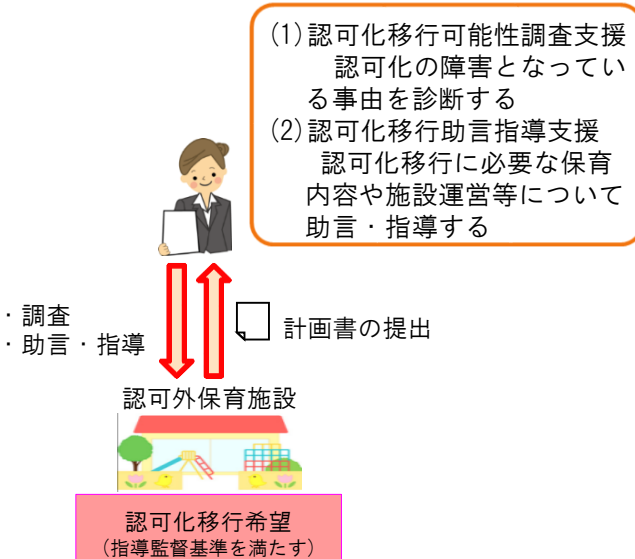 (1)認可化移行可能性調査支援
認可化の障害となってい
る事由を診断する
(2)認可化移行助言指導支援
認可化移行に必要な保育
内容や施設運営等について
助言・指導する
・調査
・助言・指導
計画書の提出
認可外保育施設
認可化移行希望
(指導監督基準を満たす)